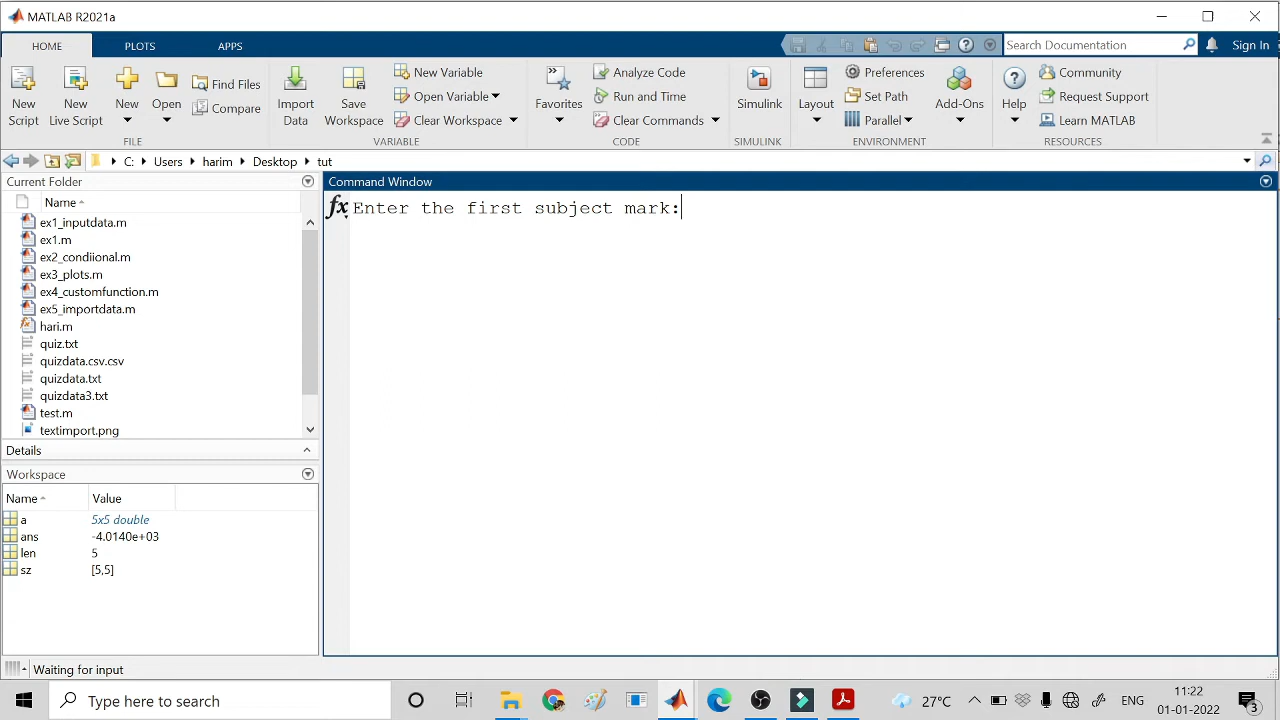 MATLAB R2021a
HOME PLOTS APPS
Search Documentation Sign In
New Script
New Live Script
New
Open
Find Files
Compare
FILE
Import Data
Save Workspace
New Variable
Open Variable
Clear Workspace
VARIABLE
Favorites
Analyze Code
Run and Time
Clear Commands
CODE
Simulink
SIMULINK
Layout
Preferences
Set Path
Parallel
Add-Ons
ENVIRONMENT
Help
Community
Request Support
Learn MATLAB
RESOURCES
C: Users harim Desktop tut
Current Folder
Name
ex1_inputdata.m
ex1.m
ex2_condiional.m
ex3_plots.m
ex4_customfunction.m
ex5_importdata.m
hari.m
quiz.txt
quizdata.csv.csv
quizdata.txt
quizdata3.txt
test.m
textimport.png
Details
Workspace
Name Value
a 5x5 double
ans -4.0140e+03
len 5
sz [5,5]
Command Window
fx Enter the first subject mark:
Waiting for input
Type here to search
27°C
ENG
11:22
01-01-2022
3